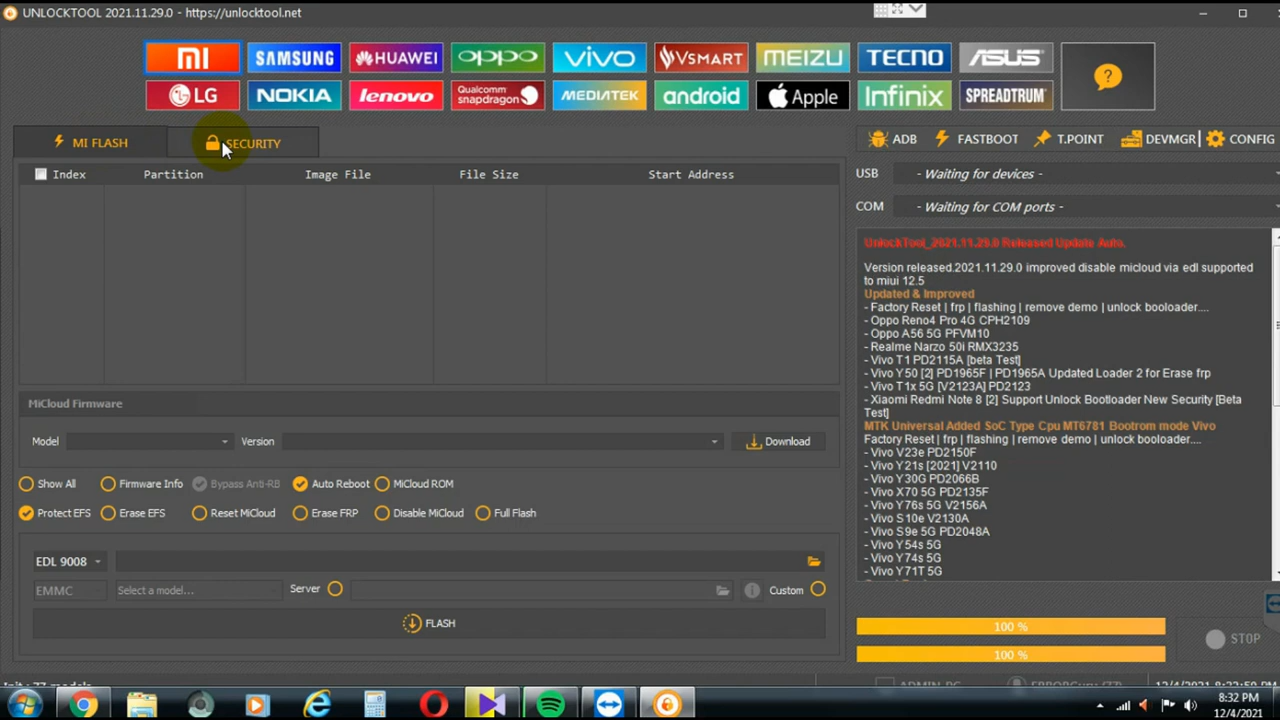 UNLOCKTOOL 2021.11.29.0 - https://unlocktool.net
MI SAMSUNG HUAWEI OPPO VIVO VSMART MEIZU TECNO ASUS ?
LG NOKIA lenovo Qualcomm snapdragon MEDIATEK android Apple Infinix SPREADTRUM
MI FLASH SECURITY
ADB FASTBOOT T.POINT DEVMGR CONFIG
Index Partition Image File File Size Start Address
USB - Waiting for devices -
COM - Waiting for COM ports -
UnlockTool_2021.11.29.0 Released Update Auto.
Version released.2021.11.29.0 improved disable micloud via edl supported
to miui 12.5
Updated & Improved
- Factory Reset | frp | flashing | remove demo | unlock booloader....
- Oppo Reno4 Pro 4G CPH2109
- Oppo A56 5G PFVM10
- Realme Narzo 50i RMX3235
- Vivo T1 PD2115A [beta Test]
- Vivo Y50 [2] PD1965F | PD1965A Updated Loader 2 for Erase frp
- Vivo T1x 5G [V2123A] PD2123
- Xiaomi Redmi Note 8 [2] Support Unlock Bootloader New Security [Beta
Test]
MTK Universal Added SoC Type Cpu MT6781 Bootrom mode Vivo
Factory Reset | frp | flashing | remove demo | unlock booloader....
- Vivo V23e PD2150F
- Vivo Y21s [2021] V2110
- Vivo Y30G PD2066B
- Vivo X70 5G PD2135F
- Vivo Y76s 5G V2156A
- Vivo S10e V2130A
- Vivo S9e 5G PD2048A
- Vivo Y54s 5G
- Vivo Y74s 5G
- Vivo Y71T 5G
MiCloud Firmware
Model Version Download
Show All Firmware Info Bypass Anti-RB Auto Reboot MiCloud ROM
Protect EFS Erase EFS Reset MiCloud Erase FRP Disable MiCloud Full Flash
EDL 9008
EMMC Select a model... Server Custom
FLASH
100 %
100 %
STOP
8:32 PM
12/4/2021